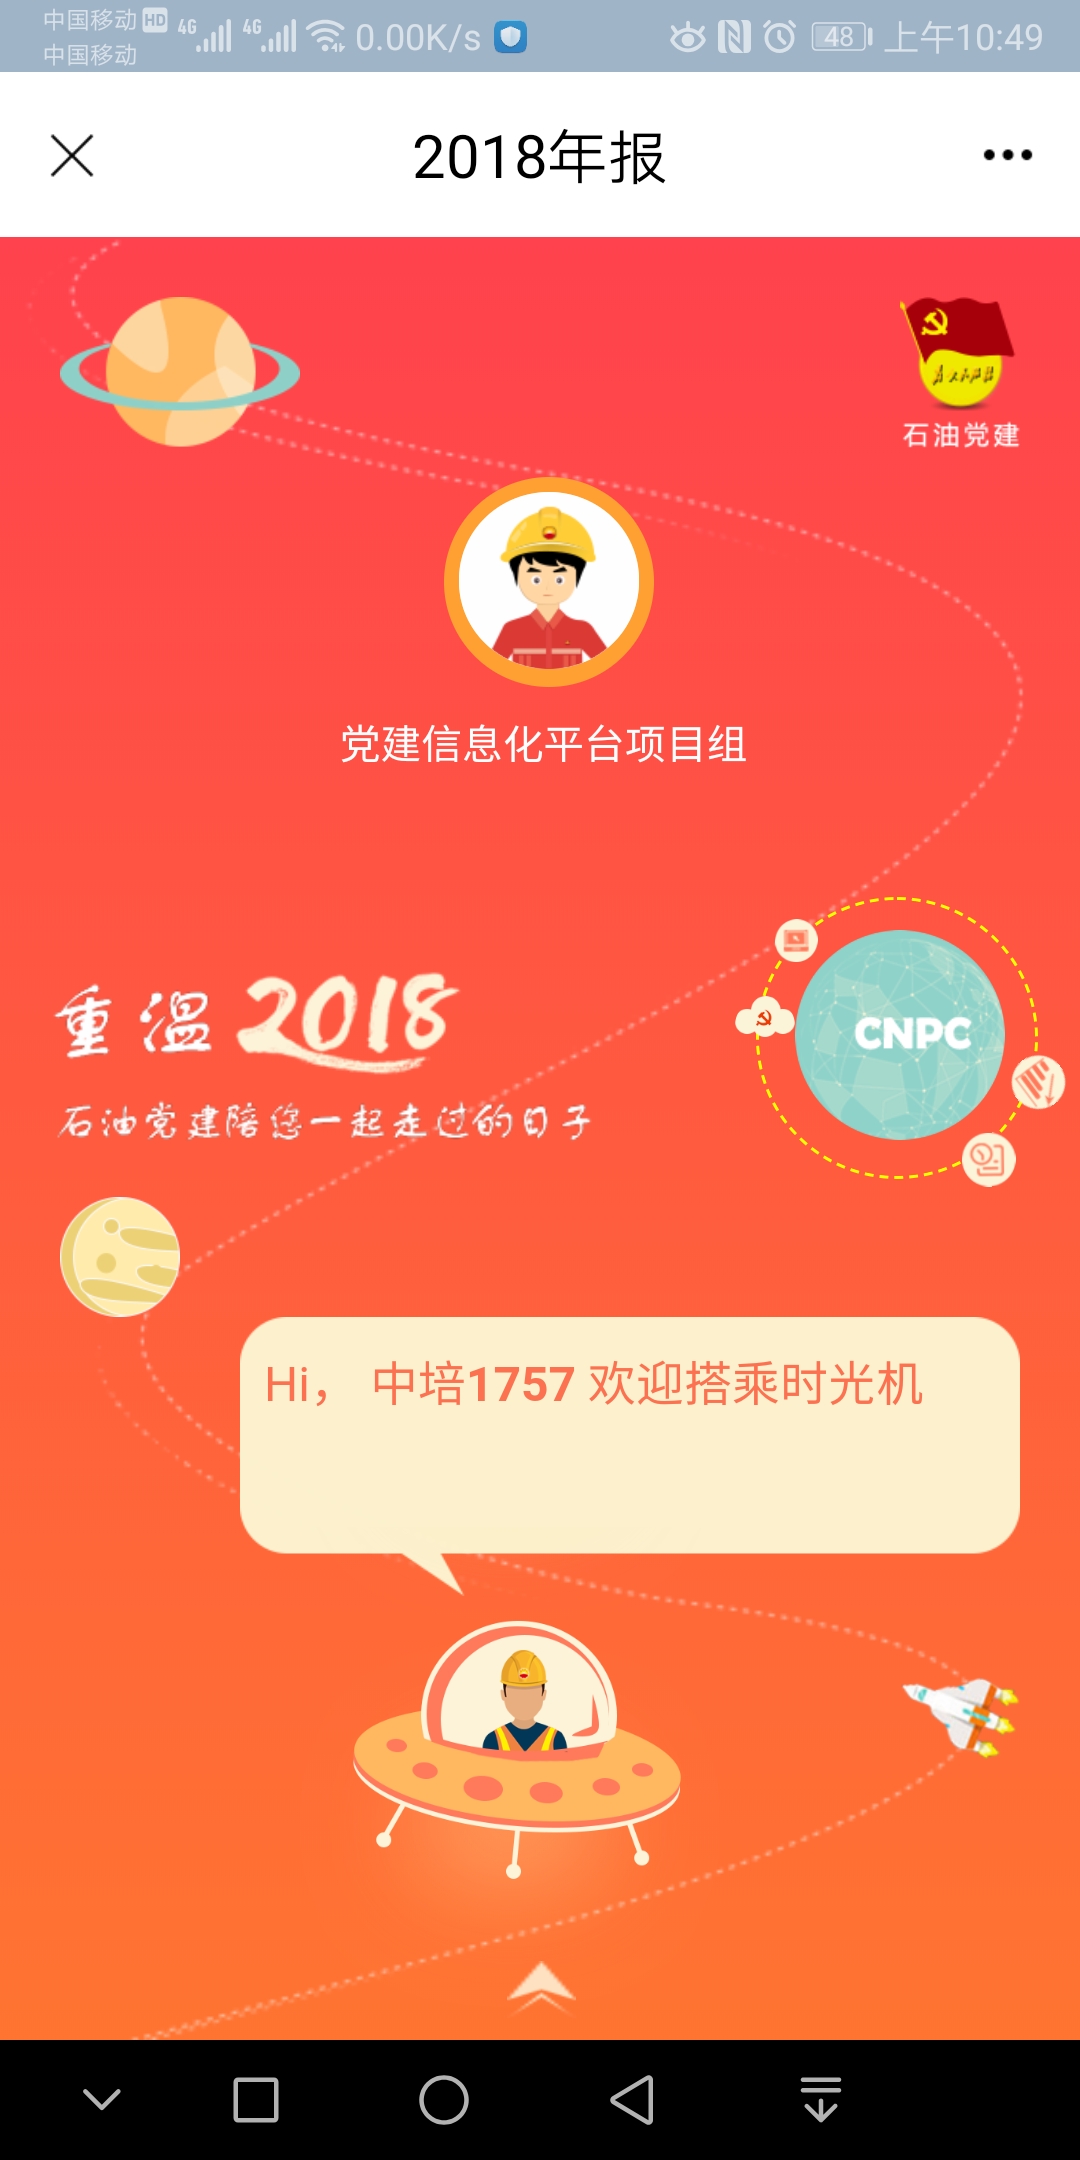 中国移动 HD 4G 4G 0.00K/s 48 上午10:49
中国移动
2018年报
石油党建
党建信息化平台项目组
重温2018
CNPC
石油党建陪您一起走过的日子
Hi， 中培1757 欢迎搭乘时光机